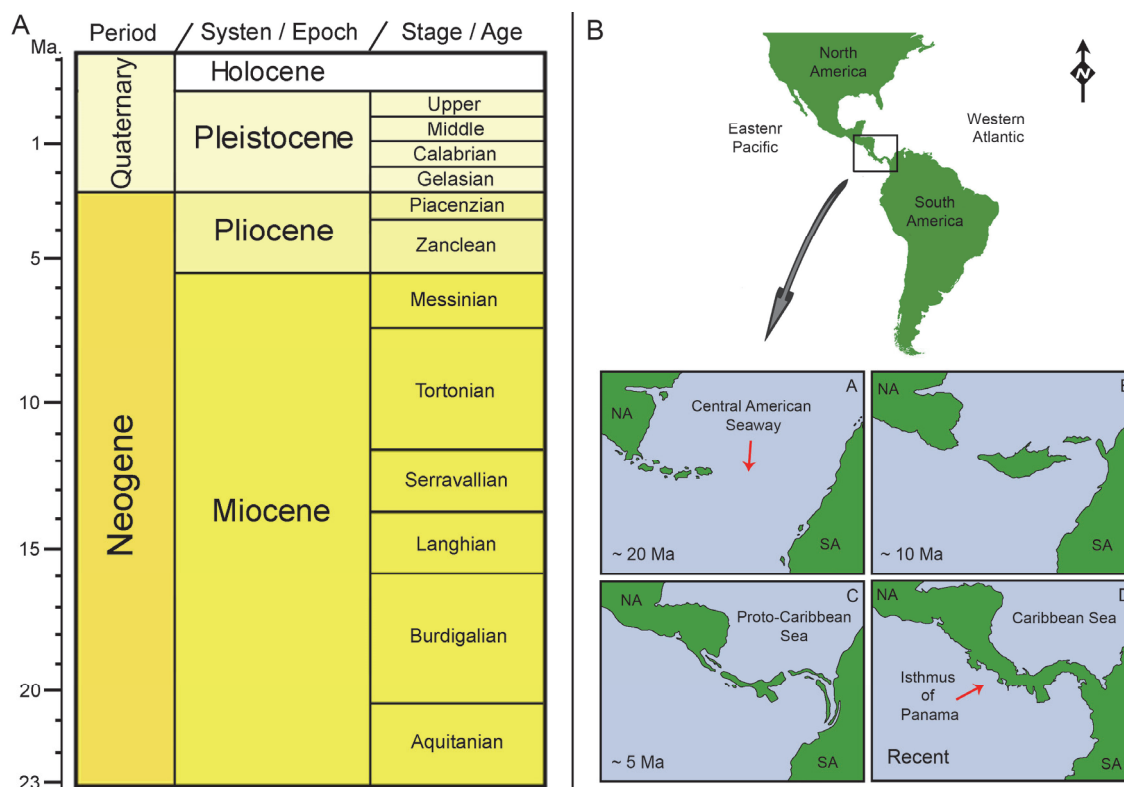 A
Ma.
Period
Systen / Epoch
Stage / Age
Quaternary
Holocene
Pleistocene
Upper
Middle
1
Calabrian
Gelasian
Neogene
Pliocene
Piacenzian
Zanclean
5
Miocene
Messinian
Tortonian
10
Serravallian
Langhian
15
Burdigalian
20
Aquitanian
23
B
North
America
N
Eastenr
Pacific
Western
Atlantic
South
America
A
NA
Central American
Seaway
SA
~ 20 Ma
NA
SA
~ 10 Ma
C
NA
Proto-Caribbean
Sea
SA
~ 5 Ma
D
NA
Caribbean Sea
Isthmus
of
Panama
Recent
SA